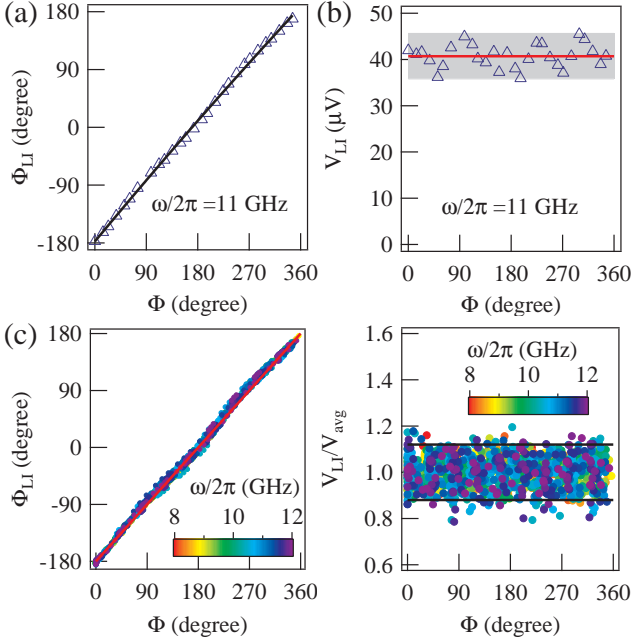 (a)
180
90
0
-90
-180
Φ_LI (degree)
ω/2π =11 GHz
0 90 180 270 360
Φ (degree)
(b)
50
40
30
20
10
0
V_LI (μV)
ω/2π =11 GHz
0 90 180 270 360
Φ (degree)
(c)
180
90
0
-90
-180
Φ_LI (degree)
ω/2π (GHz)
8 10 12
0 90 180 270 360
Φ (degree)
1.6
1.4
1.2
1.0
0.8
0.6
V_LI/V_avg
ω/2π (GHz)
8 10 12
0 90 180 270 360
Φ (degree)